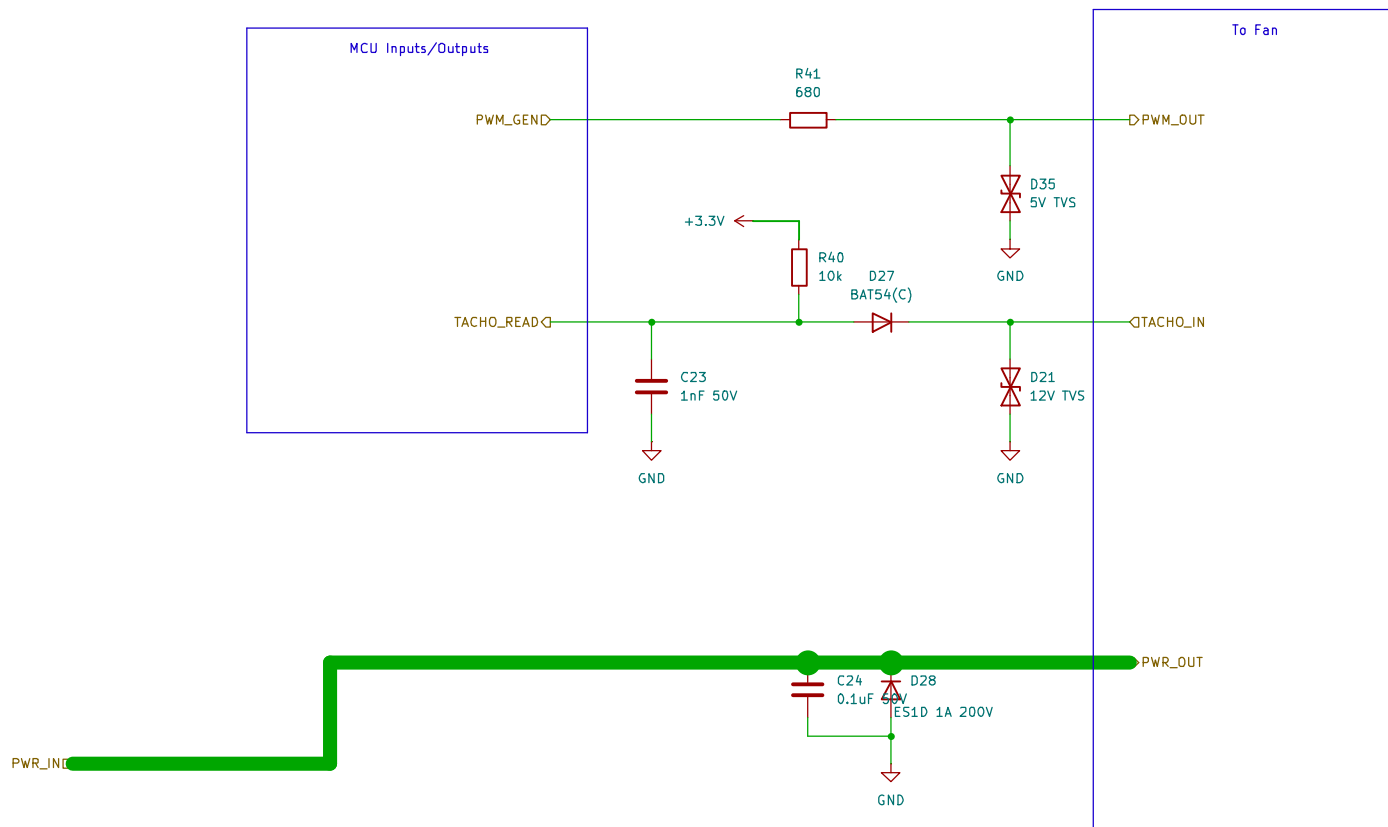 MCU Inputs/Outputs
To Fan
R41
680
PWM_GEN
PWM_OUT
D35
5V TVS
+3.3V
GND
R40
10k
D27
BAT54(C)
TACHO_READ
TACHO_IN
C23
1nF 50V
D21
12V TVS
GND
GND
PWR_OUT
C24
0.1uF 50V
D28
ES1D 1A 200V
PWR_IN
GND